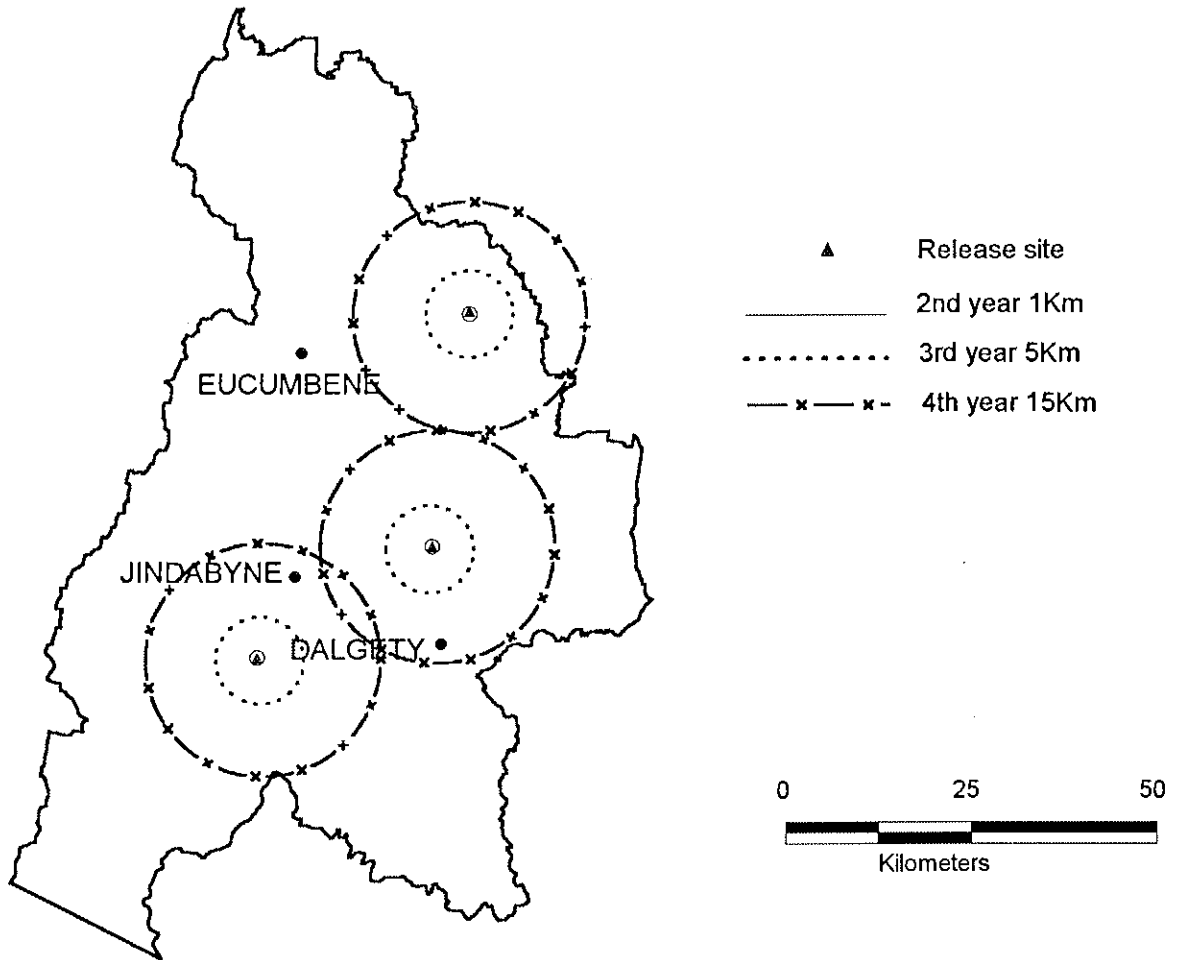 Release site
2nd year 1Km
3rd year 5Km
4th year 15Km
EUCUMBENE
JINDABYNE
DALGETY
0 25 50
Kilometers